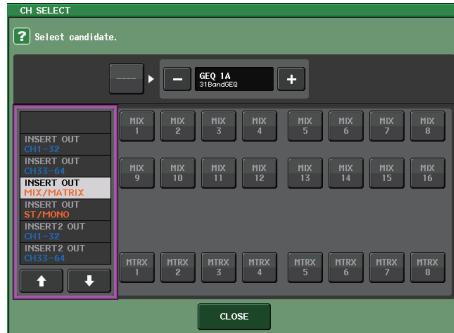 CH SELECT
? Select candidate.
----
− GEQ 1A +
31BandGEQ
INSERT OUT
CH1-32
INSERT OUT
CH33-64
INSERT OUT
MIX/MATRIX
INSERT OUT
ST/MONO
INSERT2 OUT
CH1-32
INSERT2 OUT
CH33-64
MIX 1 MIX 2 MIX 3 MIX 4 MIX 5 MIX 6 MIX 7 MIX 8
MIX 9 MIX 10 MIX 11 MIX 12 MIX 13 MIX 14 MIX 15 MIX 16
MTRX 1 MTRX 2 MTRX 3 MTRX 4 MTRX 5 MTRX 6 MTRX 7 MTRX 8
CLOSE